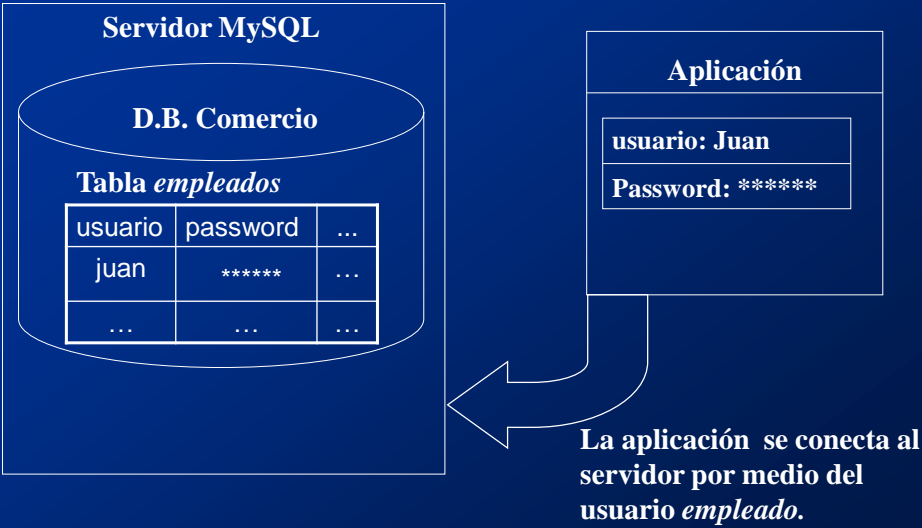 Servidor MySQL
D.B. Comercio
Tabla empleados
usuario password ...
juan ****** …
… … …
Aplicación
usuario: Juan
Password: ******
La aplicación se conecta al
servidor por medio del
usuario empleado.